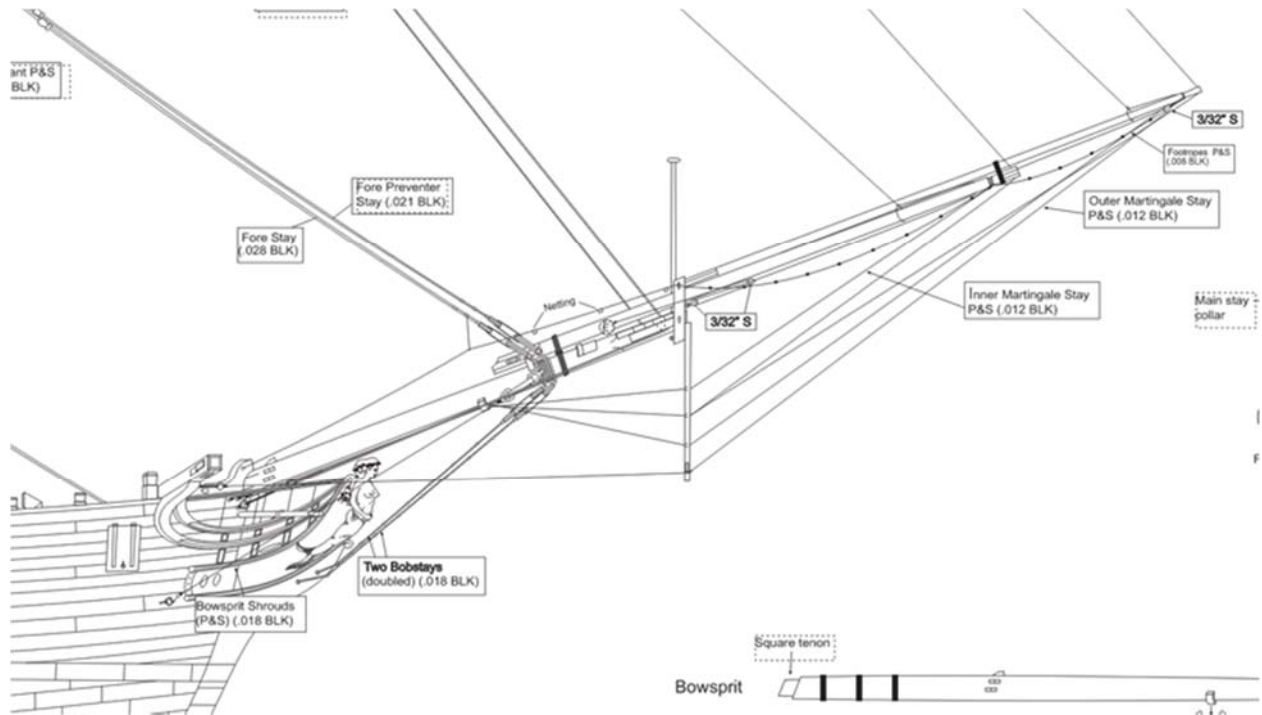 ant P&S
BLK)
3/32" S
Footropes P&S
(.008 BLK)
Fore Preventer
Stay (.021 BLK)
Outer Martingale Stay
P&S (.012 BLK)
Fore Stay
(.028 BLK)
Inner Martingale Stay
P&S (.012 BLK)
Main stay
collar
Netting
3/32" S
Two Bobstays
(doubled) (.018 BLK)
Bowsprit Shrouds
(P&S) (.018 BLK)
Square tenon
Bowsprit